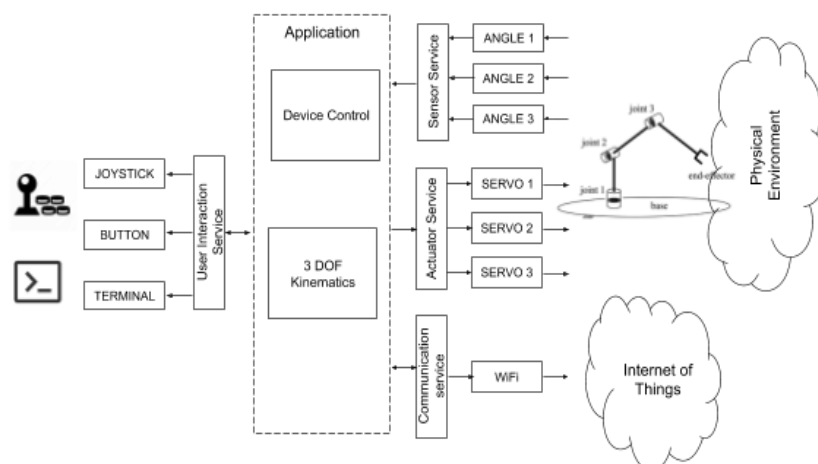 Application
Device Control
3 DOF
Kinematics
JOYSTICK
BUTTON
TERMINAL
User Interaction
Service
Sensor Service
ANGLE 1
ANGLE 2
ANGLE 3
Actuator Service
SERVO 1
SERVO 2
SERVO 3
Communication
service
WiFi
joint 3
joint 2
joint 1
end-effector
base
Physical
Environment
Internet of
Things